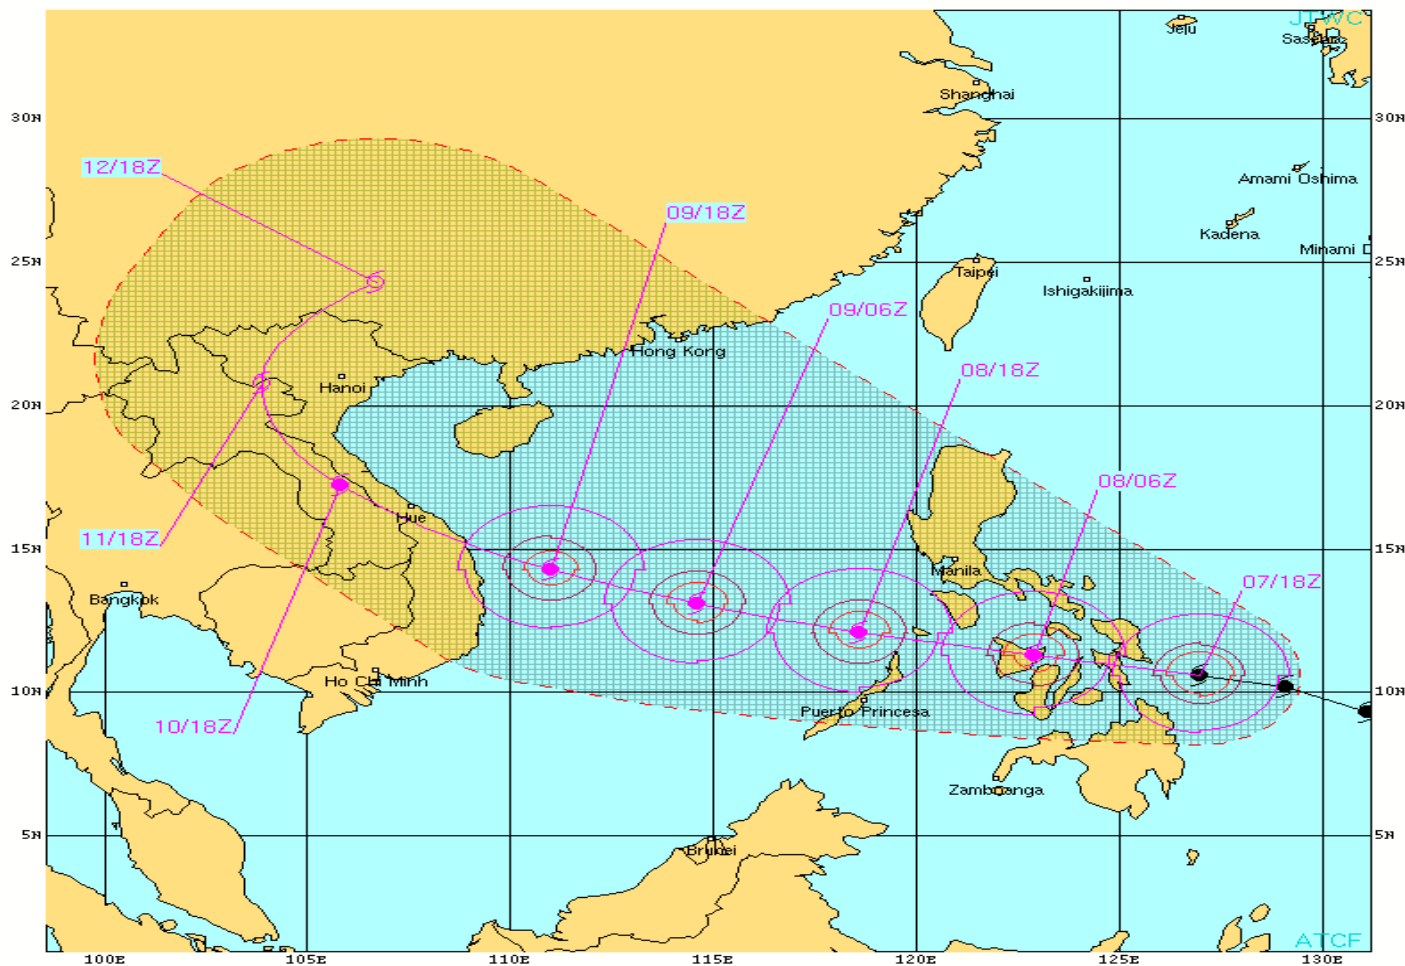 JTWC
Jeju
Sasebo
Shanghai
30N
30N
12/18Z
09/18Z
Amami Oshima
Kadena
Minami D
25N
Taipei
25N
Ishigakijima
09/06Z
Hong Kong
08/18Z
Hanoi
20N
20N
08/06Z
Hue
11/18Z
15N
15N
Manila
07/18Z
Bangkok
Ho Chi Minh
10N
10N
Puerto Princesa
10/18Z
Zamboanga
5N
5N
Brunei
ATCF
100E
105E
110E
115E
120E
125E
130E